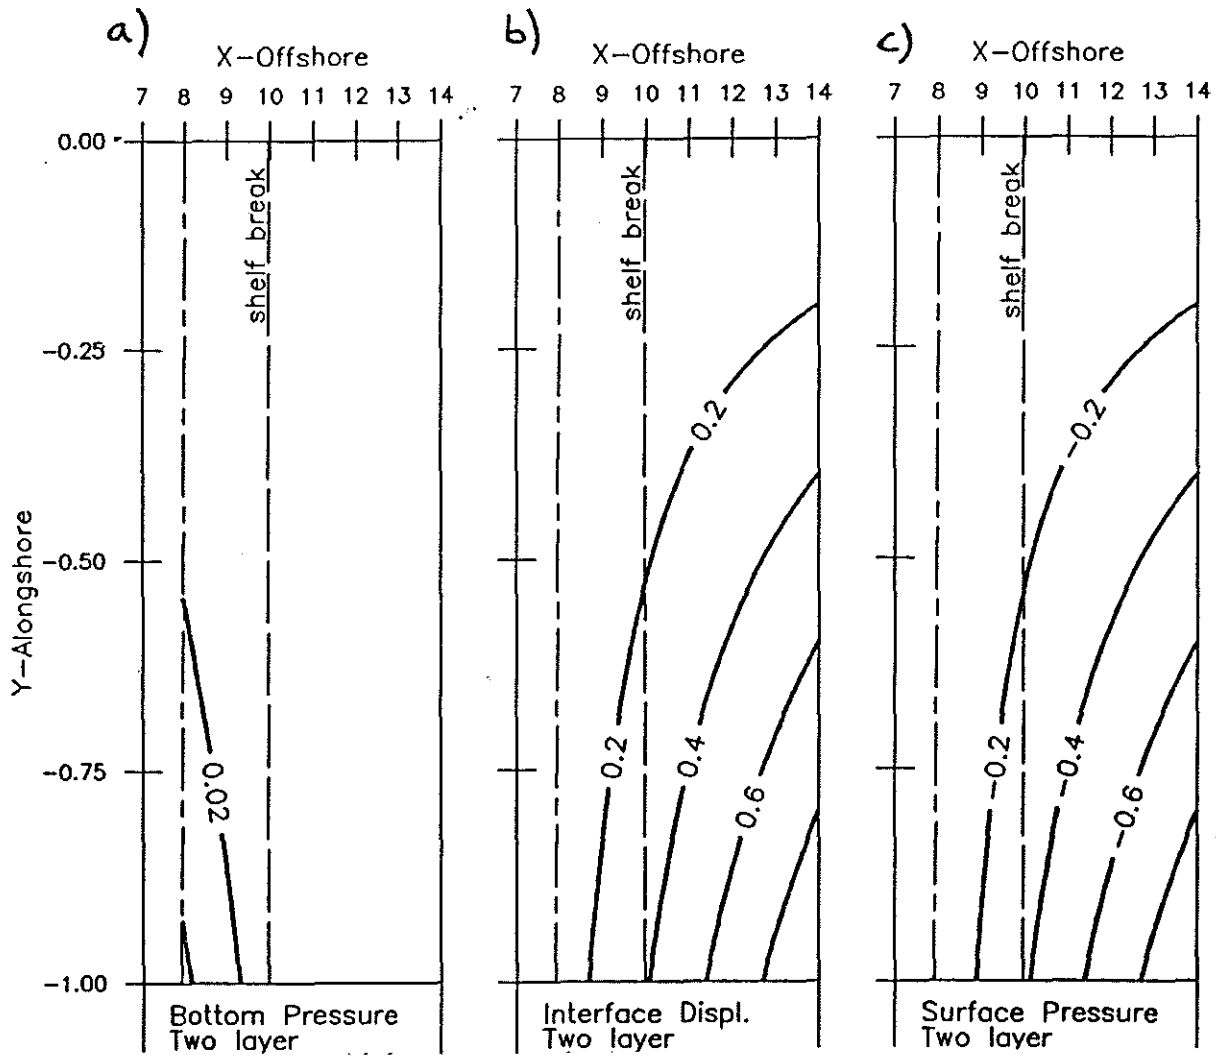 a)
X-Offshore
7 8 9 10 11 12 13 14
0.00
-0.25
-0.50
-0.75
-1.00
Y-Alongshore
shelf break
0.02
Bottom Pressure
Two layer
b)
X-Offshore
7 8 9 10 11 12 13 14
shelf break
0.2
0.2
0.4
0.6
Interface Displ.
Two layer
c)
X-Offshore
7 8 9 10 11 12 13 14
shelf break
-0.2
-0.2
-0.4
-0.6
Surface Pressure
Two layer